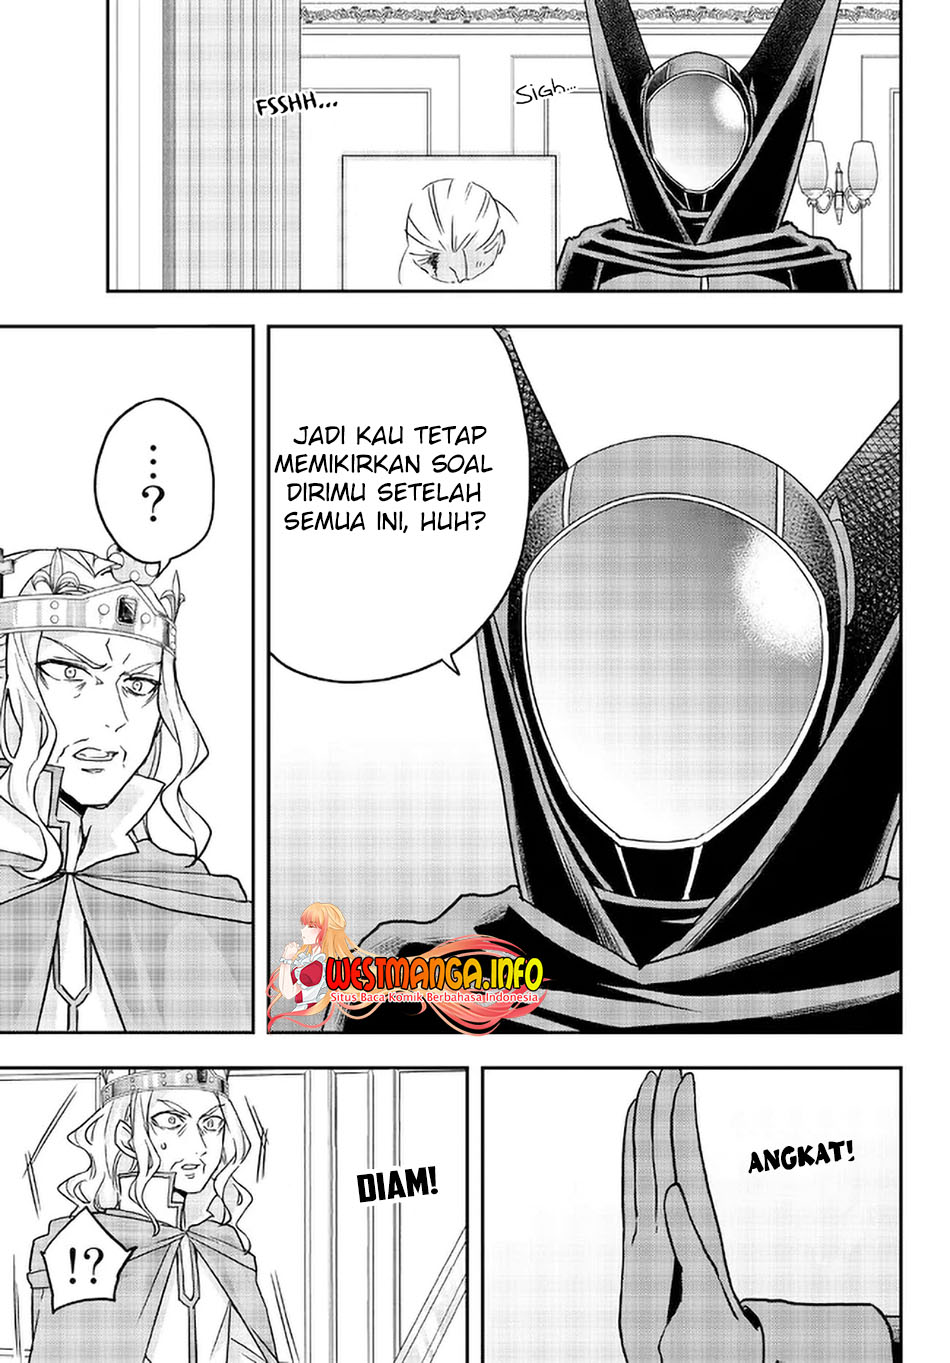 Sigh...
FSSHH...
JADI KAU TETAP
MEMIKIRKAN SOAL
DIRIMU SETELAH
SEMUA INI, HUH?
...
?
WESTMANGA.INFO
Situs Baca Komik Berbahasa Indonesia
ANGKAT!
DIAM!
!?